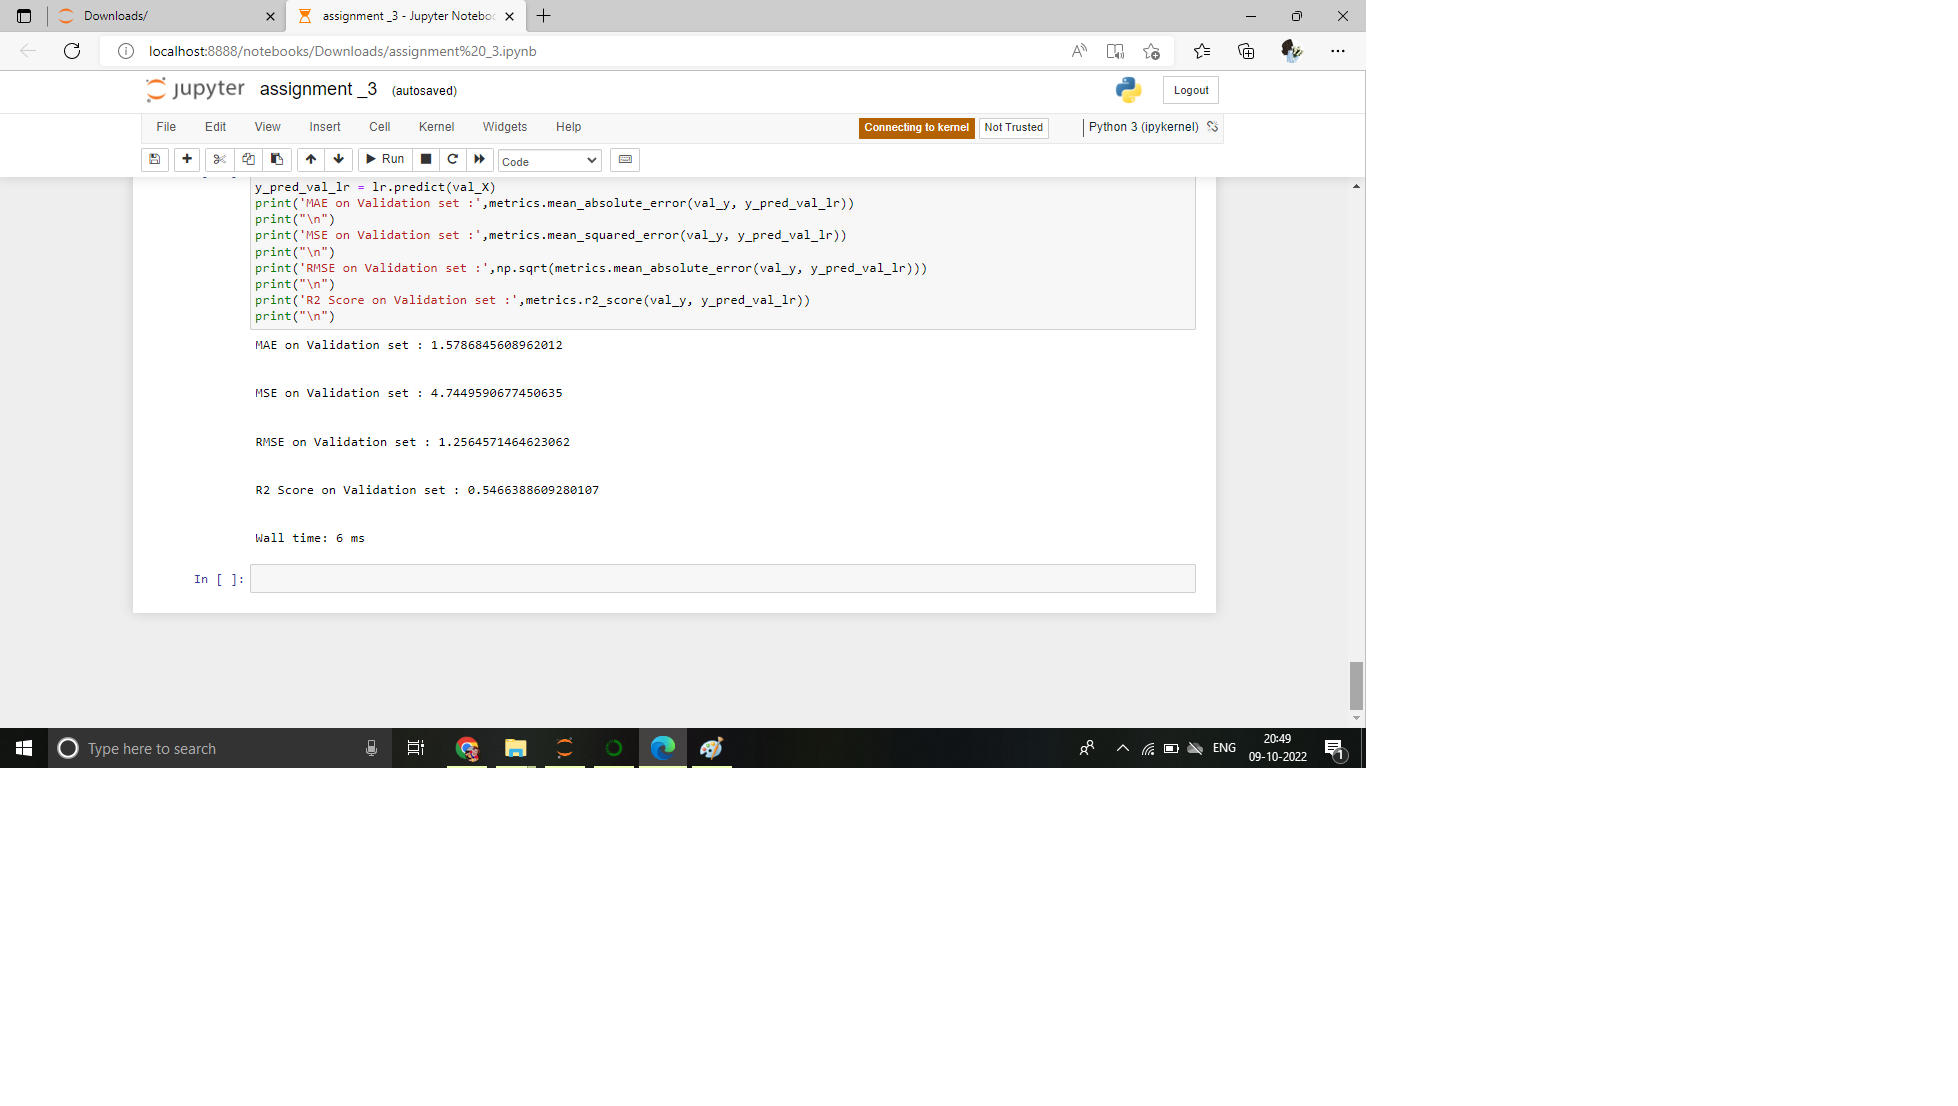 Downloads/
assignment _3 - Jupyter Noteboo
localhost:8888/notebooks/Downloads/assignment%20_3.ipynb
jupyter assignment _3 (autosaved)
Logout
File Edit View Insert Cell Kernel Widgets Help
Connecting to kernel Not Trusted Python 3 (ipykernel)
Run Code
y_pred_val_lr = lr.predict(val_X)
print('MAE on Validation set :',metrics.mean_absolute_error(val_y, y_pred_val_lr))
print("\n")
print('MSE on Validation set :',metrics.mean_squared_error(val_y, y_pred_val_lr))
print("\n")
print('RMSE on Validation set :',np.sqrt(metrics.mean_absolute_error(val_y, y_pred_val_lr)))
print("\n")
print('R2 Score on Validation set :',metrics.r2_score(val_y, y_pred_val_lr))
print("\n")
MAE on Validation set : 1.5786845608962012
MSE on Validation set : 4.7449590677450635
RMSE on Validation set : 1.2564571464623062
R2 Score on Validation set : 0.5466388609280107
Wall time: 6 ms
In [ ]:
Type here to search
ENG
20:49
09-10-2022
1